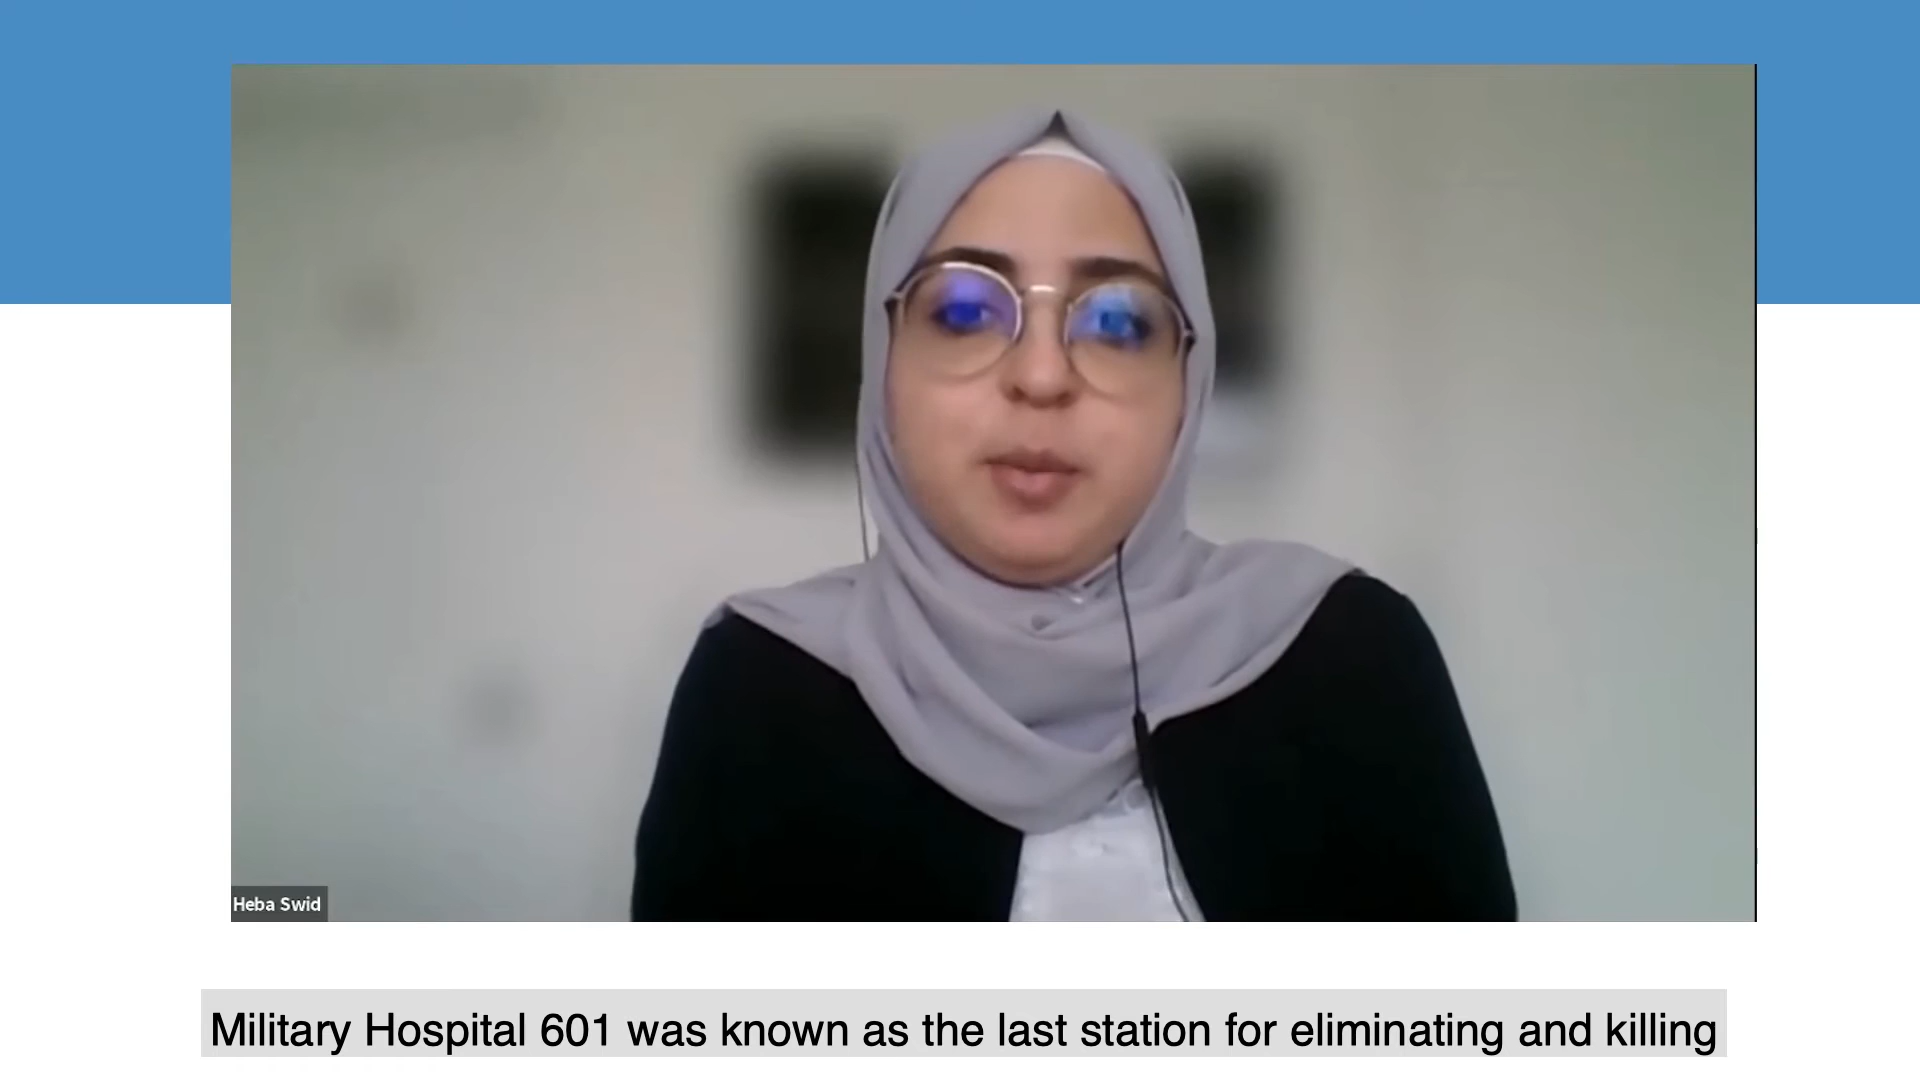 Heba Swid
Military Hospital 601 was known as the last station for eliminating and killing